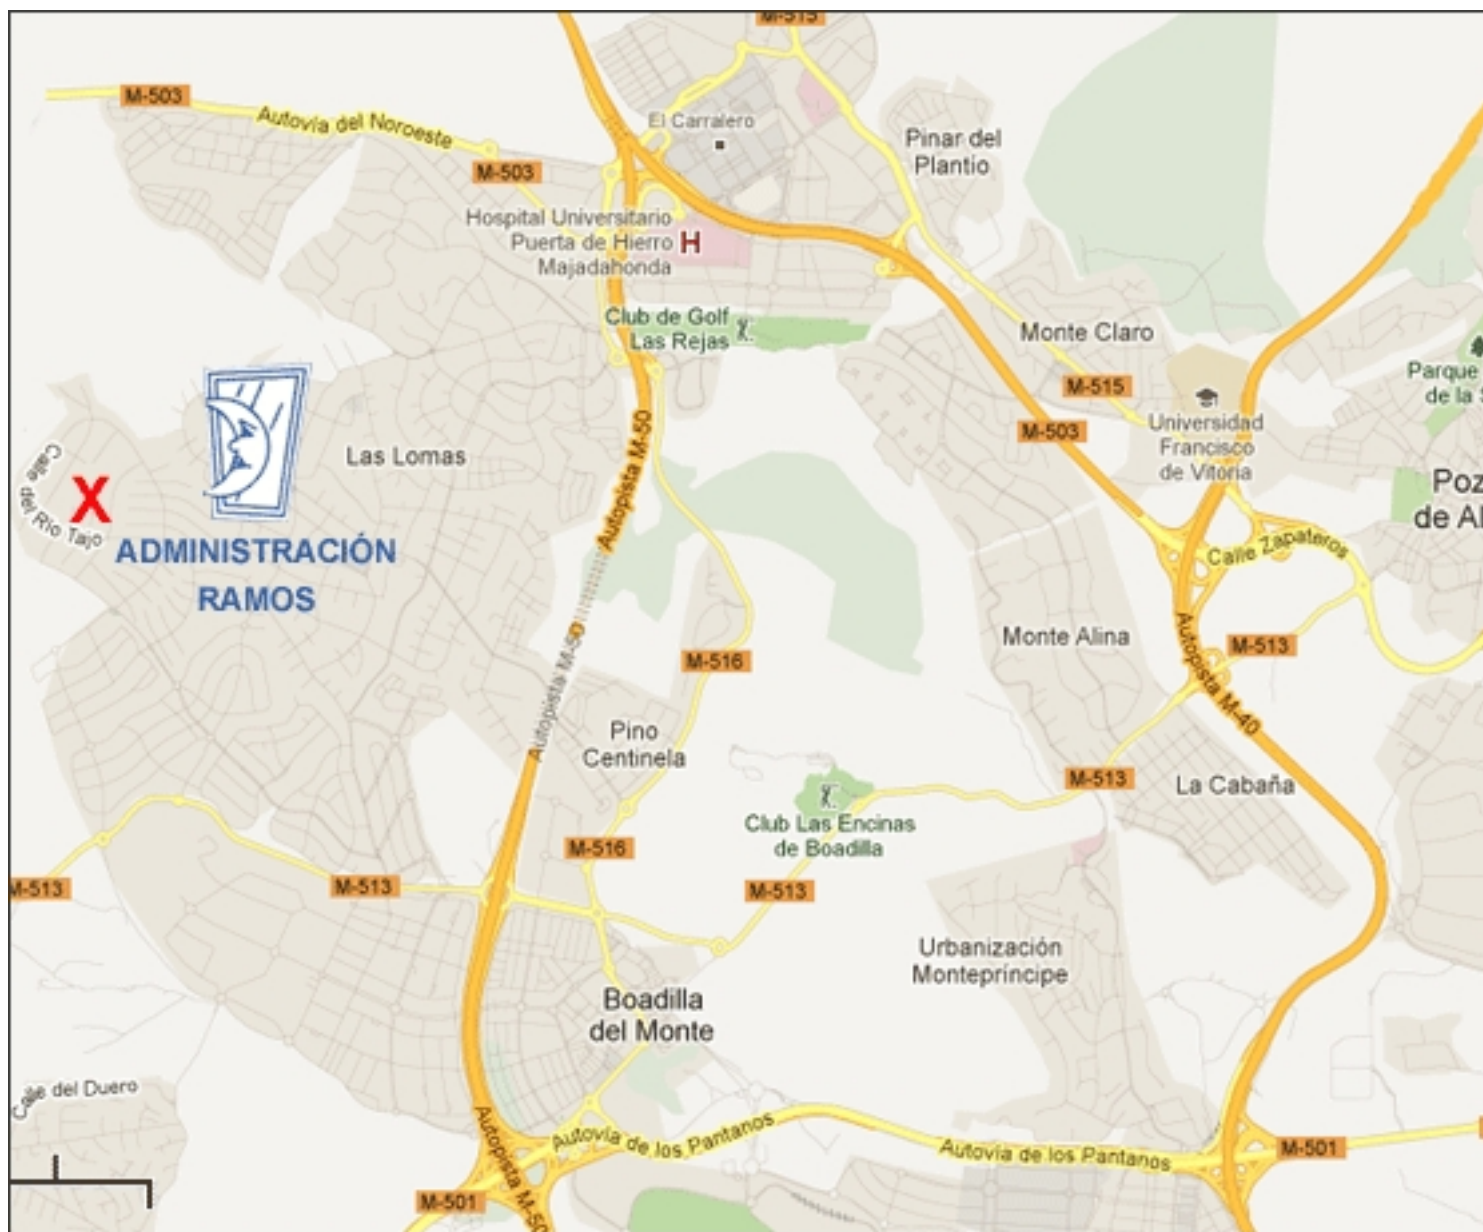 M-515
M-503
Autovía del Noroeste
M-503
El Carralero
Pinar del
Plantío
Hospital Universitario
Puerta de Hierro
Majadahonda
H
Club de Golf
Las Rejas
Monte Claro
M-515
M-503
Universidad
Francisco
de Vitoria
Parque
de la S
Poz
de Al
Las Lomas
Autopista M-50
Calle del Río Tajo
X
ADMINISTRACIÓN
RAMOS
Calle Zapateros
Monte Alina
M-513
Autopista M-50
M-516
Autopista M-40
Pino
Centinela
M-513
La Cabaña
Club Las Encinas
de Boadilla
M-516
M-513
M-513
M-513
Urbanización
Montepríncipe
Boadilla
del Monte
Calle del Duero
Autopista M-50
Autovía de los Pantanos
Autovía de los Pantanos
M-501
M-501